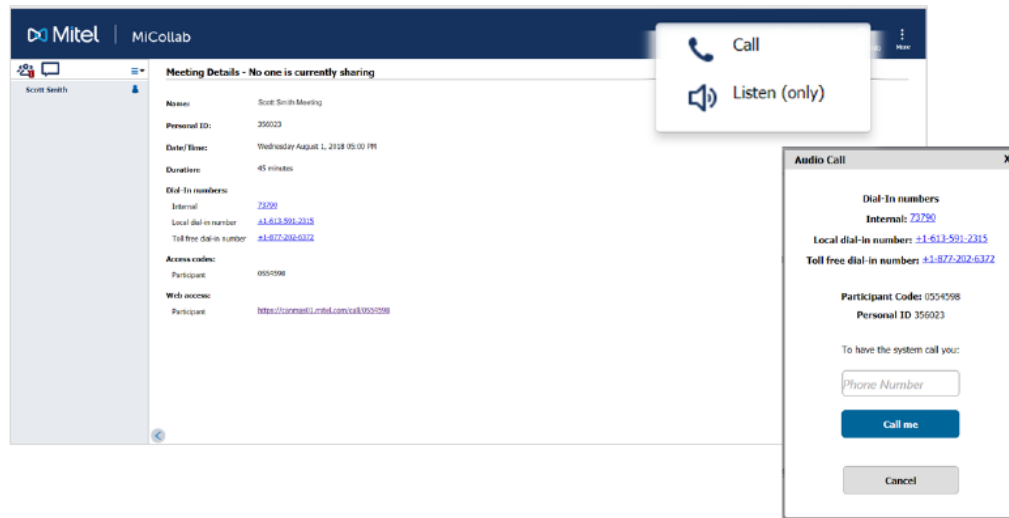 Mitel | MiCollab
Call
Listen (only)
More
Scott Smith
Meeting Details - No one is currently sharing
Name: Scott Smith Meeting
Personal ID: 356023
Date/Time: Wednesday August 1, 2018 05:00 PM
Duration: 45 minutes
Dial-In numbers:
Internal 73790
Local dial-in number +1-613-591-2315
Toll free dial-in number +1-877-202-6372
Access codes:
Participant 0554598
Web access:
Participant
Audio Call X
Dial-In numbers
Internal: 73790
Local dial-in number: +1-613-591-2315
Toll free dial-in number: +1-877-202-6372
Participant Code: 0554598
Personal ID 356023
To have the system call you:
Phone Number
Call me
Cancel